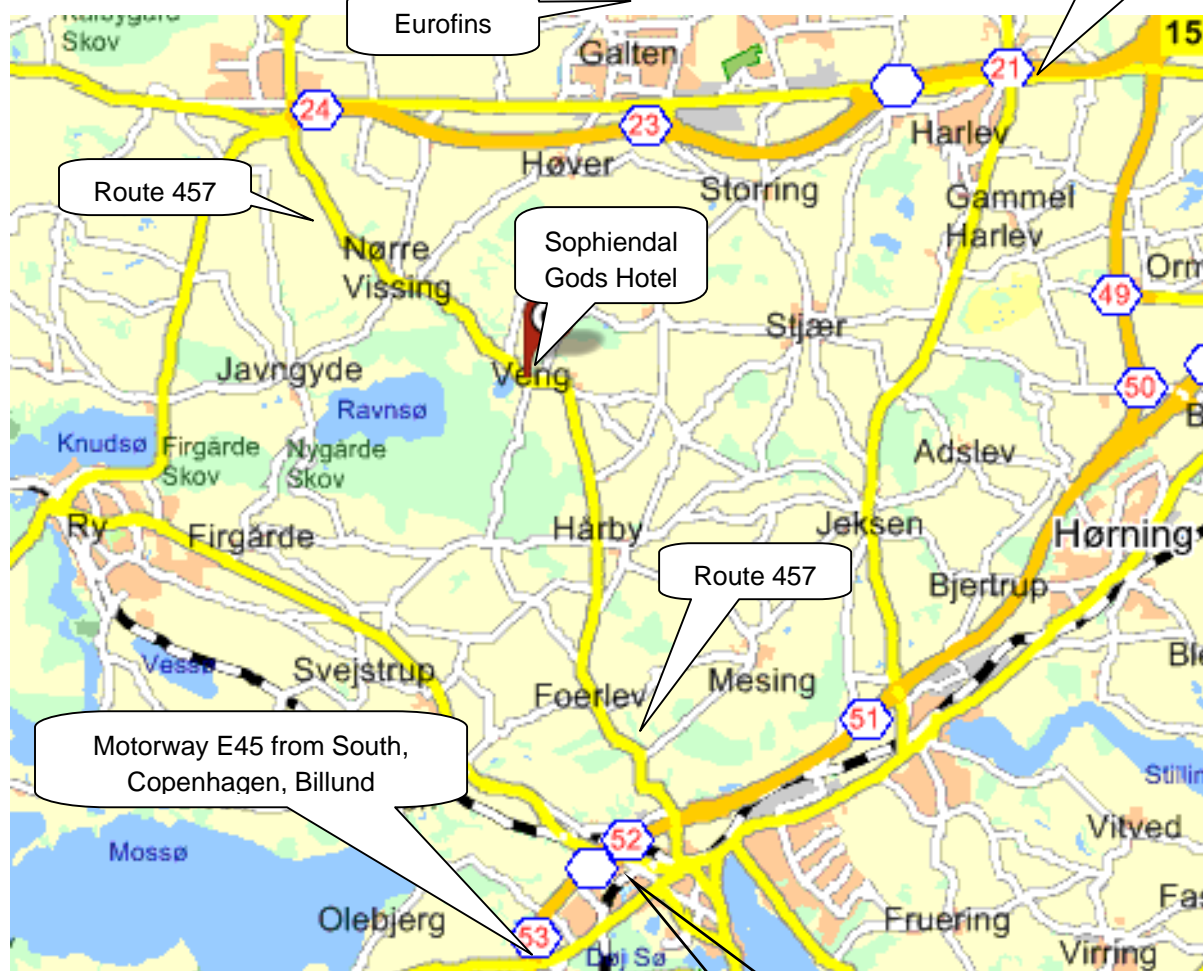 Eurofins
Skov
Galten
15
21
24
23
Harlev
Høver
Storring
Route 457
Gammel
Harlev
Sophiendal
Gods Hotel
Nørre
Vissing
49
Stjær
Javngyde
Veng
50
Ravnsø
Knudsø
Firgårde
Skov
Nygårde
Skov
Adslev
Ry
Firgårde
Hårby
Jeksen
Hørning
Route 457
Bjertrup
Svejstrup
Foerlev
Mesing
51
Motorway E45 from South,
Copenhagen, Billund
52
Vitved
Mossø
Olebjerg
53
Fruering
Virring